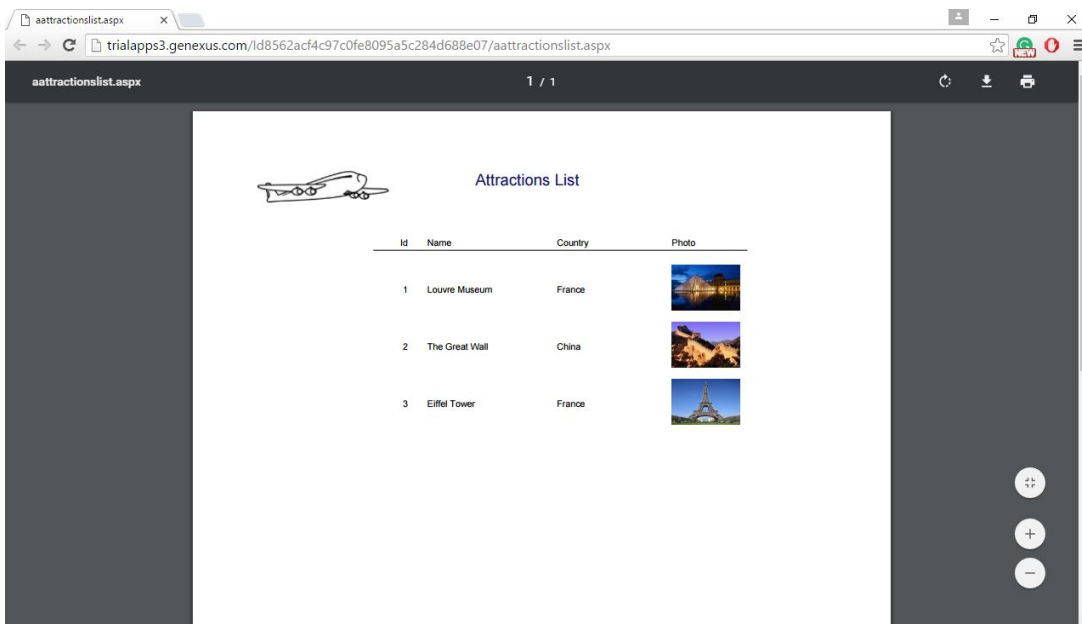 aattractionslist.aspx
trialapps3.genexus.com/Id8562acf4c97c0fe8095a5c284d688e07/aattractionslist.aspx
NEW
aattractionslist.aspx
1 / 1
Attractions List
Id Name Country Photo
1 Louvre Museum France
2 The Great Wall China
3 Eiffel Tower France